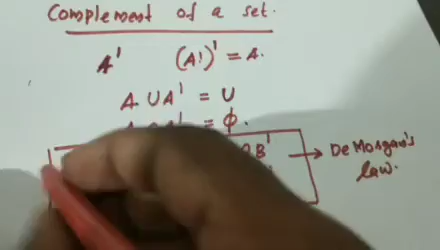 Complement of a set.
A' (A')' = A.
A U A' = U
= ϕ.
B' → De Morgan's
law.